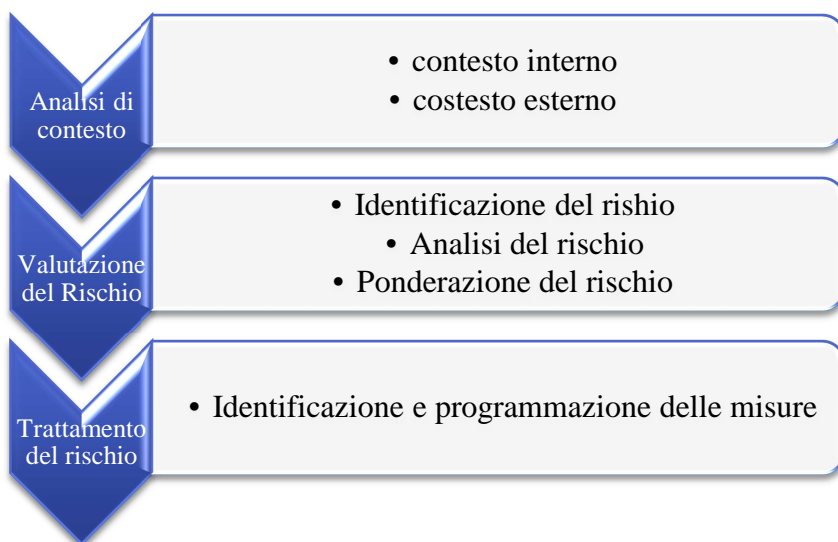 Analisi di
contesto
• contesto interno
• costesto esterno
Valutazione
del Rischio
• Identificazione del rishio
• Analisi del rischio
• Ponderazione del rischio
Trattamento
del rischio
• Identificazione e programmazione delle misure